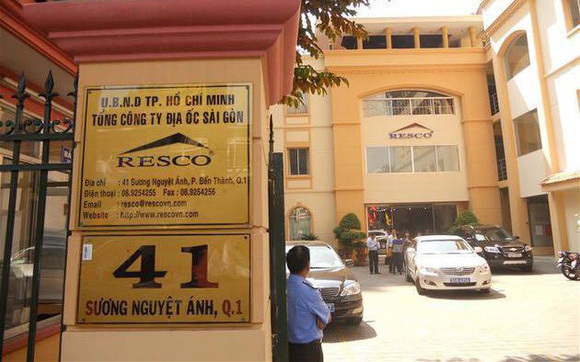 U.B.N.D TP. HỒ CHÍ MINH
TỔNG CÔNG TY ĐỊA ỐC SÀI GÒN
RESCO
Địa chỉ : 41 Sương Nguyệt Ánh, P. Bến Thành, Q.1
Điện thoại : 08.9254255 Fax : 08.9254256
Email : resco@rescovn.com
Website : http://www.rescovn.com
41
SƯƠNG NGUYỆT ÁNH, Q.1
RESCO